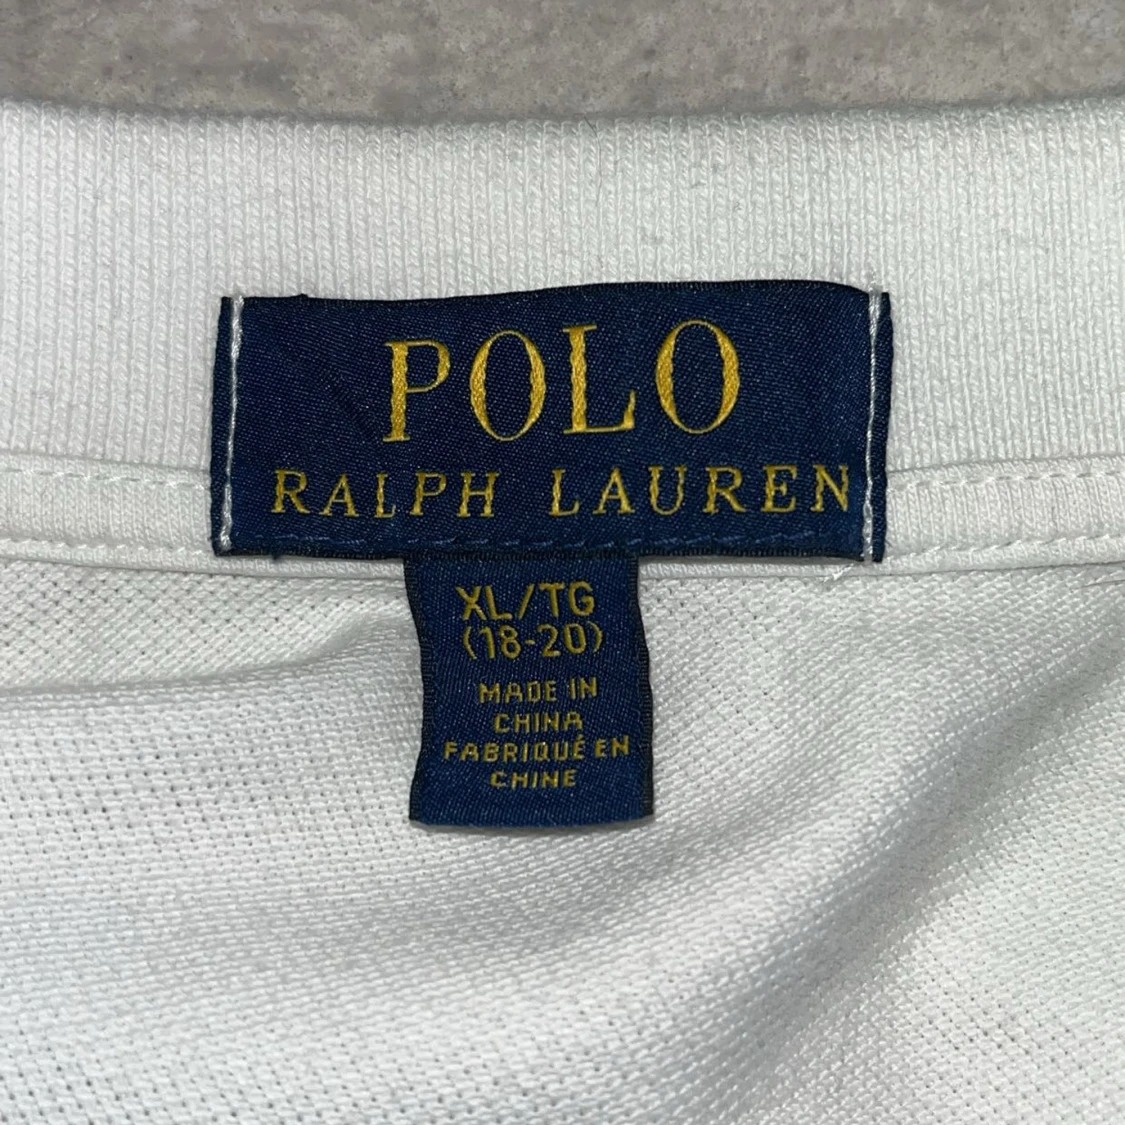 POLO
RALPH LAUREN
XL/TG
(18-20)
MADE IN
CHINA
FABRIQUÉ EN
CHINE